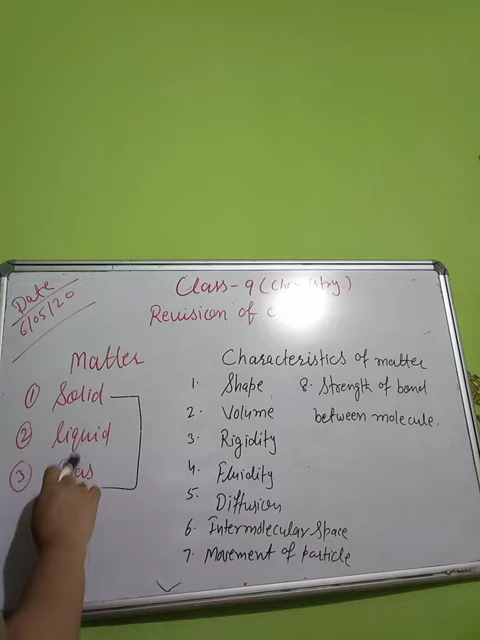 Date
6/05/20
Class-9 (Chemistry)
Revision of
Matter
① Solid
② liquid
③
Characteristics of matter
1. Shape
2. Volume
3. Rigidity
4. Fluidity
5. Diffusion
6. Intermolecular Space
7. Movement of particle
8. Strength of bond
between molecule.